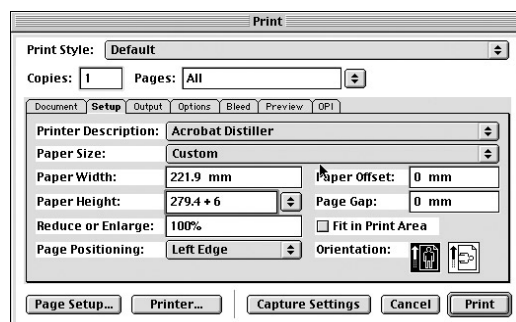 Print
Print Style: Default
Copies: 1 Pages: All
Document Setup Output Options Bleed Preview OPI
Printer Description: Acrobat Distiller
Paper Size: Custom
Paper Width: 221.9 mm Paper Offset: 0 mm
Paper Height: 279.4 + 6 Page Gap: 0 mm
Reduce or Enlarge: 100% Fit in Print Area
Page Positioning: Left Edge Orientation:
Page Setup... Printer... Capture Settings Cancel Print